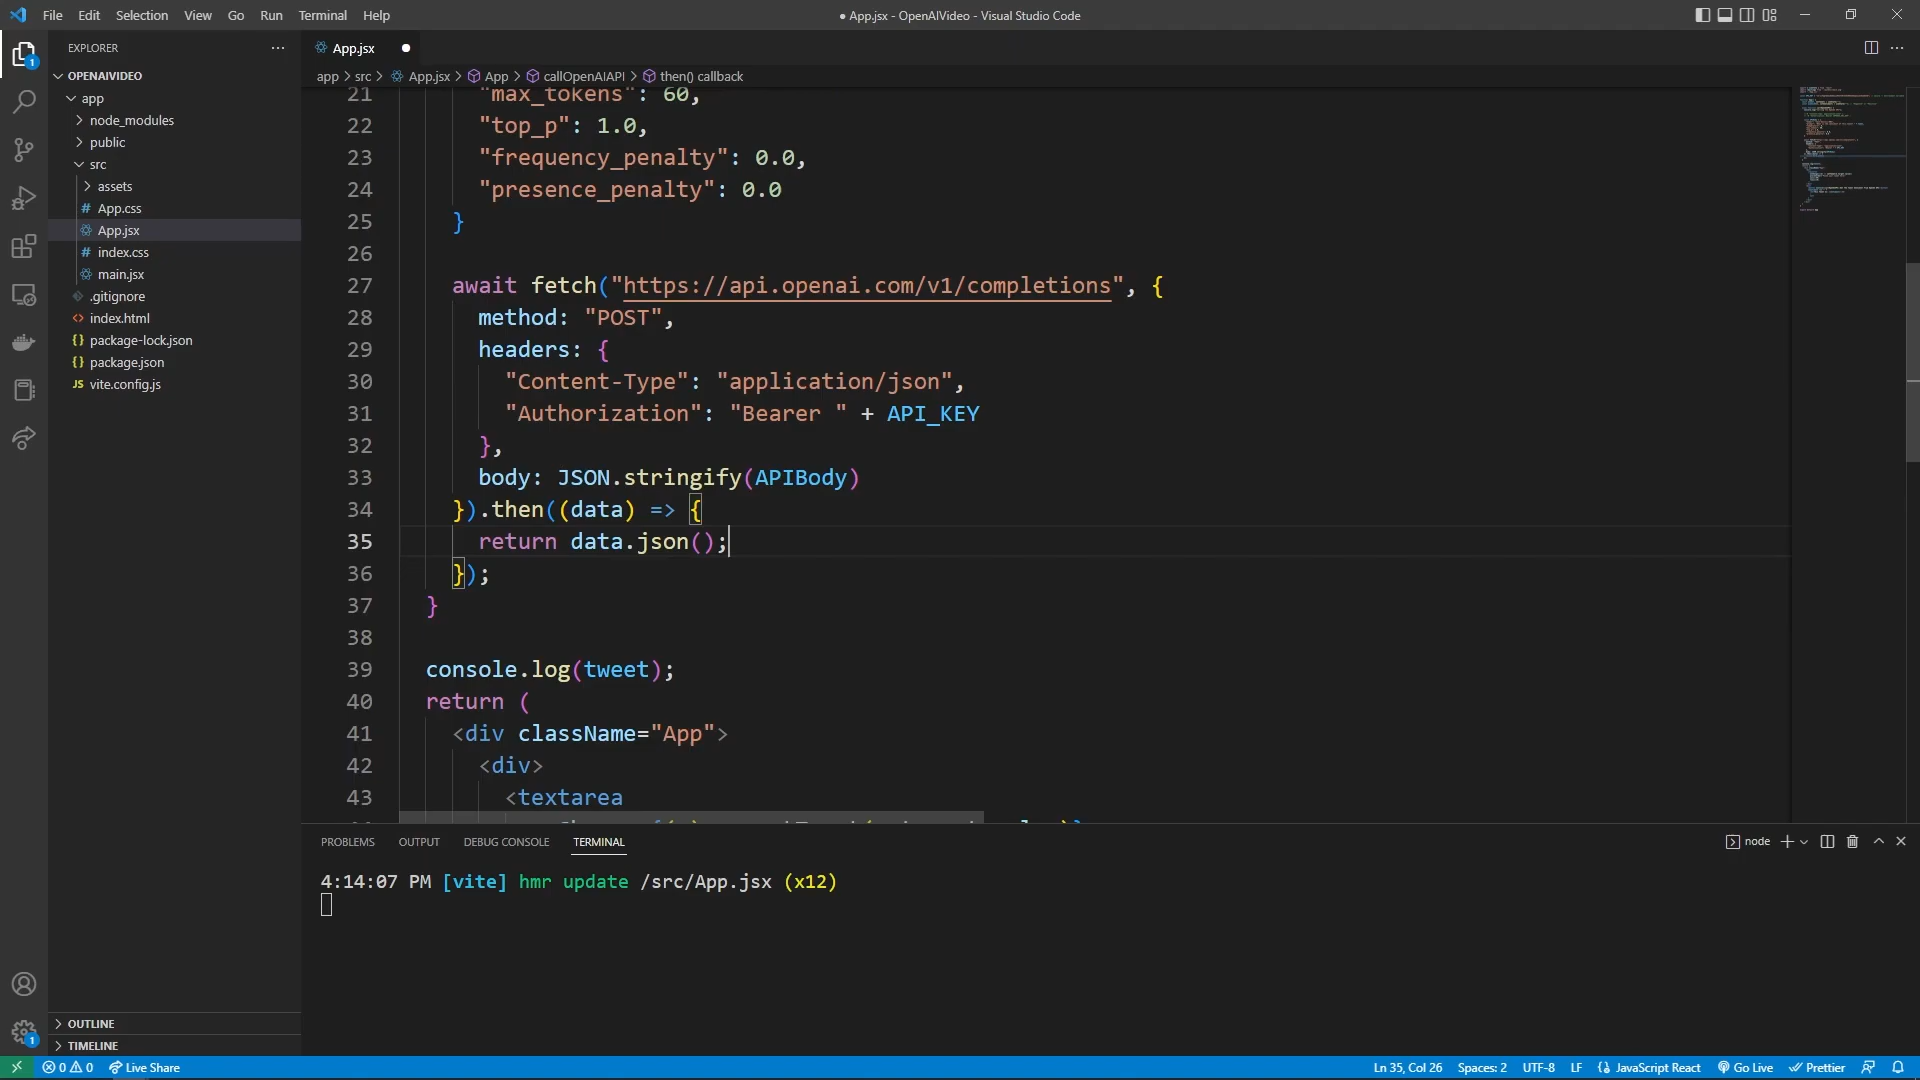 File Edit Selection View Go Run Terminal Help
● App.jsx - OpenAIVideo - Visual Studio Code
EXPLORER
OPENAIVIDEO
app
node_modules
public
src
assets
# App.css
App.jsx
# index.css
main.jsx
.gitignore
<> index.html
{} package-lock.json
{} package.json
JS vite.config.js
OUTLINE
TIMELINE
1
1
App.jsx ●
app > src > App.jsx > App > callOpenAIAPI > then() callback
21 "max_tokens": 60,
22 "top_p": 1.0,
23 "frequency_penalty": 0.0,
24 "presence_penalty": 0.0
25 }
26
27 await fetch("https://api.openai.com/v1/completions", {
28 method: "POST",
29 headers: {
30 "Content-Type": "application/json",
31 "Authorization": "Bearer " + API_KEY
32 },
33 body: JSON.stringify(APIBody)
34 }).then((data) => {
35 return data.json();
36 });
37 }
38
39 console.log(tweet);
40 return (
41 <div className="App">
42 <div>
43 <textarea
PROBLEMS OUTPUT DEBUG CONSOLE TERMINAL
node
4:14:07 PM [vite] hmr update /src/App.jsx (x12)
0 0 Live Share
Ln 35, Col 26 Spaces: 2 UTF-8 LF {} JavaScript React Go Live Prettier